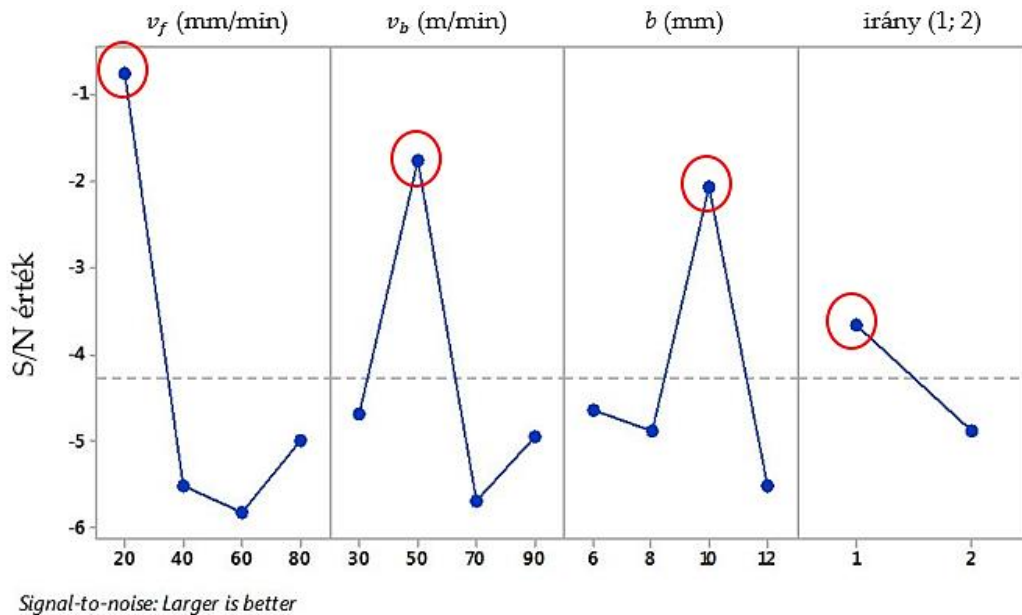 v_f (mm/min) v_b (m/min) b (mm) irány (1; 2)
S/N érték
-1
-2
-3
-4
-5
-6
20 40 60 80 30 50 70 90 6 8 10 12 1 2
Signal-to-noise: Larger is better